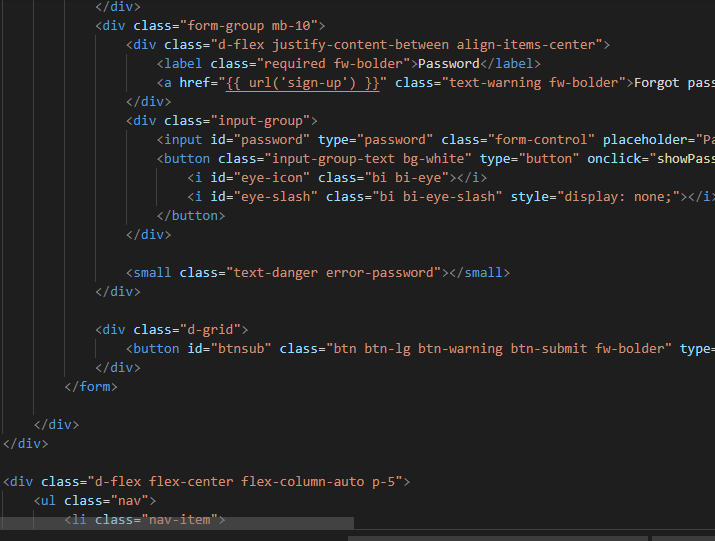 </div>
<div class="form-group mb-10">
<div class="d-flex justify-content-between align-items-center">
<label class="required fw-bolder">Password</label>
<a href="{{ url('sign-up') }}" class="text-warning fw-bolder">Forgot pass
</div>
<div class="input-group">
<input id="password" type="password" class="form-control" placeholder="Pa
<button class="input-group-text bg-white" type="button" onclick="showPass
<i id="eye-icon" class="bi bi-eye"></i>
<i id="eye-slash" class="bi bi-eye-slash" style="display: none;"></i>
</button>
</div>
<small class="text-danger error-password"></small>
</div>
<div class="d-grid">
<button id="btnsub" class="btn btn-lg btn-warning btn-submit fw-bolder" type=
</div>
</form>
</div>
</div>
<div class="d-flex flex-center flex-column-auto p-5">
<ul class="nav">
<li class="nav-item">